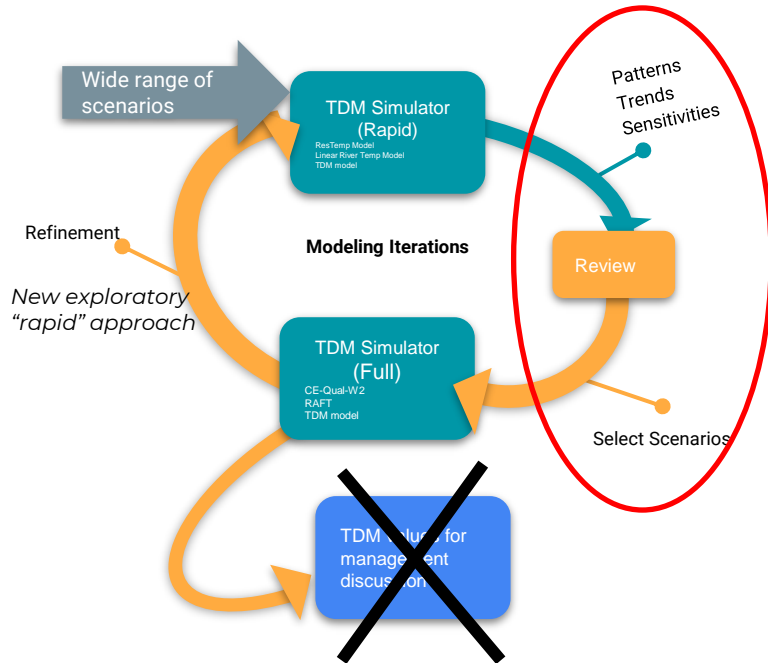 Wide range of
scenarios
TDM Simulator
(Rapid)
ResTemp Model
Linear River Temp Model
TDM model
Patterns
Trends
Sensitivities
Refinement
Modeling Iterations
Review
New exploratory
“rapid” approach
TDM Simulator
(Full)
CE-Qual-W2
RAFT
TDM model
Select Scenarios
TDM values for
management
discussion